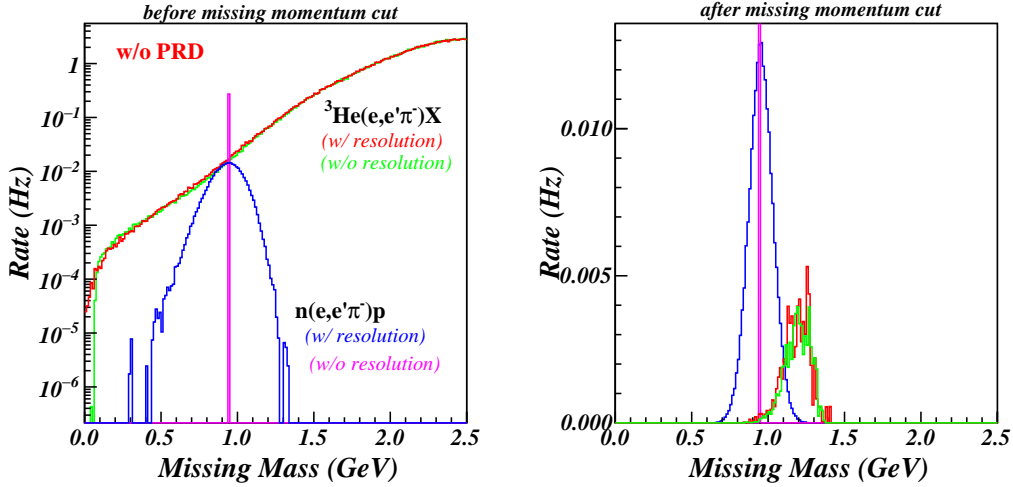 before missing momentum cut
w/o PRD
³He(e,e'π⁻)X
(w/ resolution)
(w/o resolution)
n(e,e'π⁻)p
(w/ resolution)
(w/o resolution)
1
10⁻¹
10⁻²
10⁻³
10⁻⁴
10⁻⁵
10⁻⁶
Rate (Hz)
0.0 0.5 1.0 1.5 2.0 2.5
Missing Mass (GeV)
after missing momentum cut
0.010
0.005
0.000
Rate (Hz)
0.0 0.5 1.0 1.5 2.0 2.5
Missing Mass (GeV)